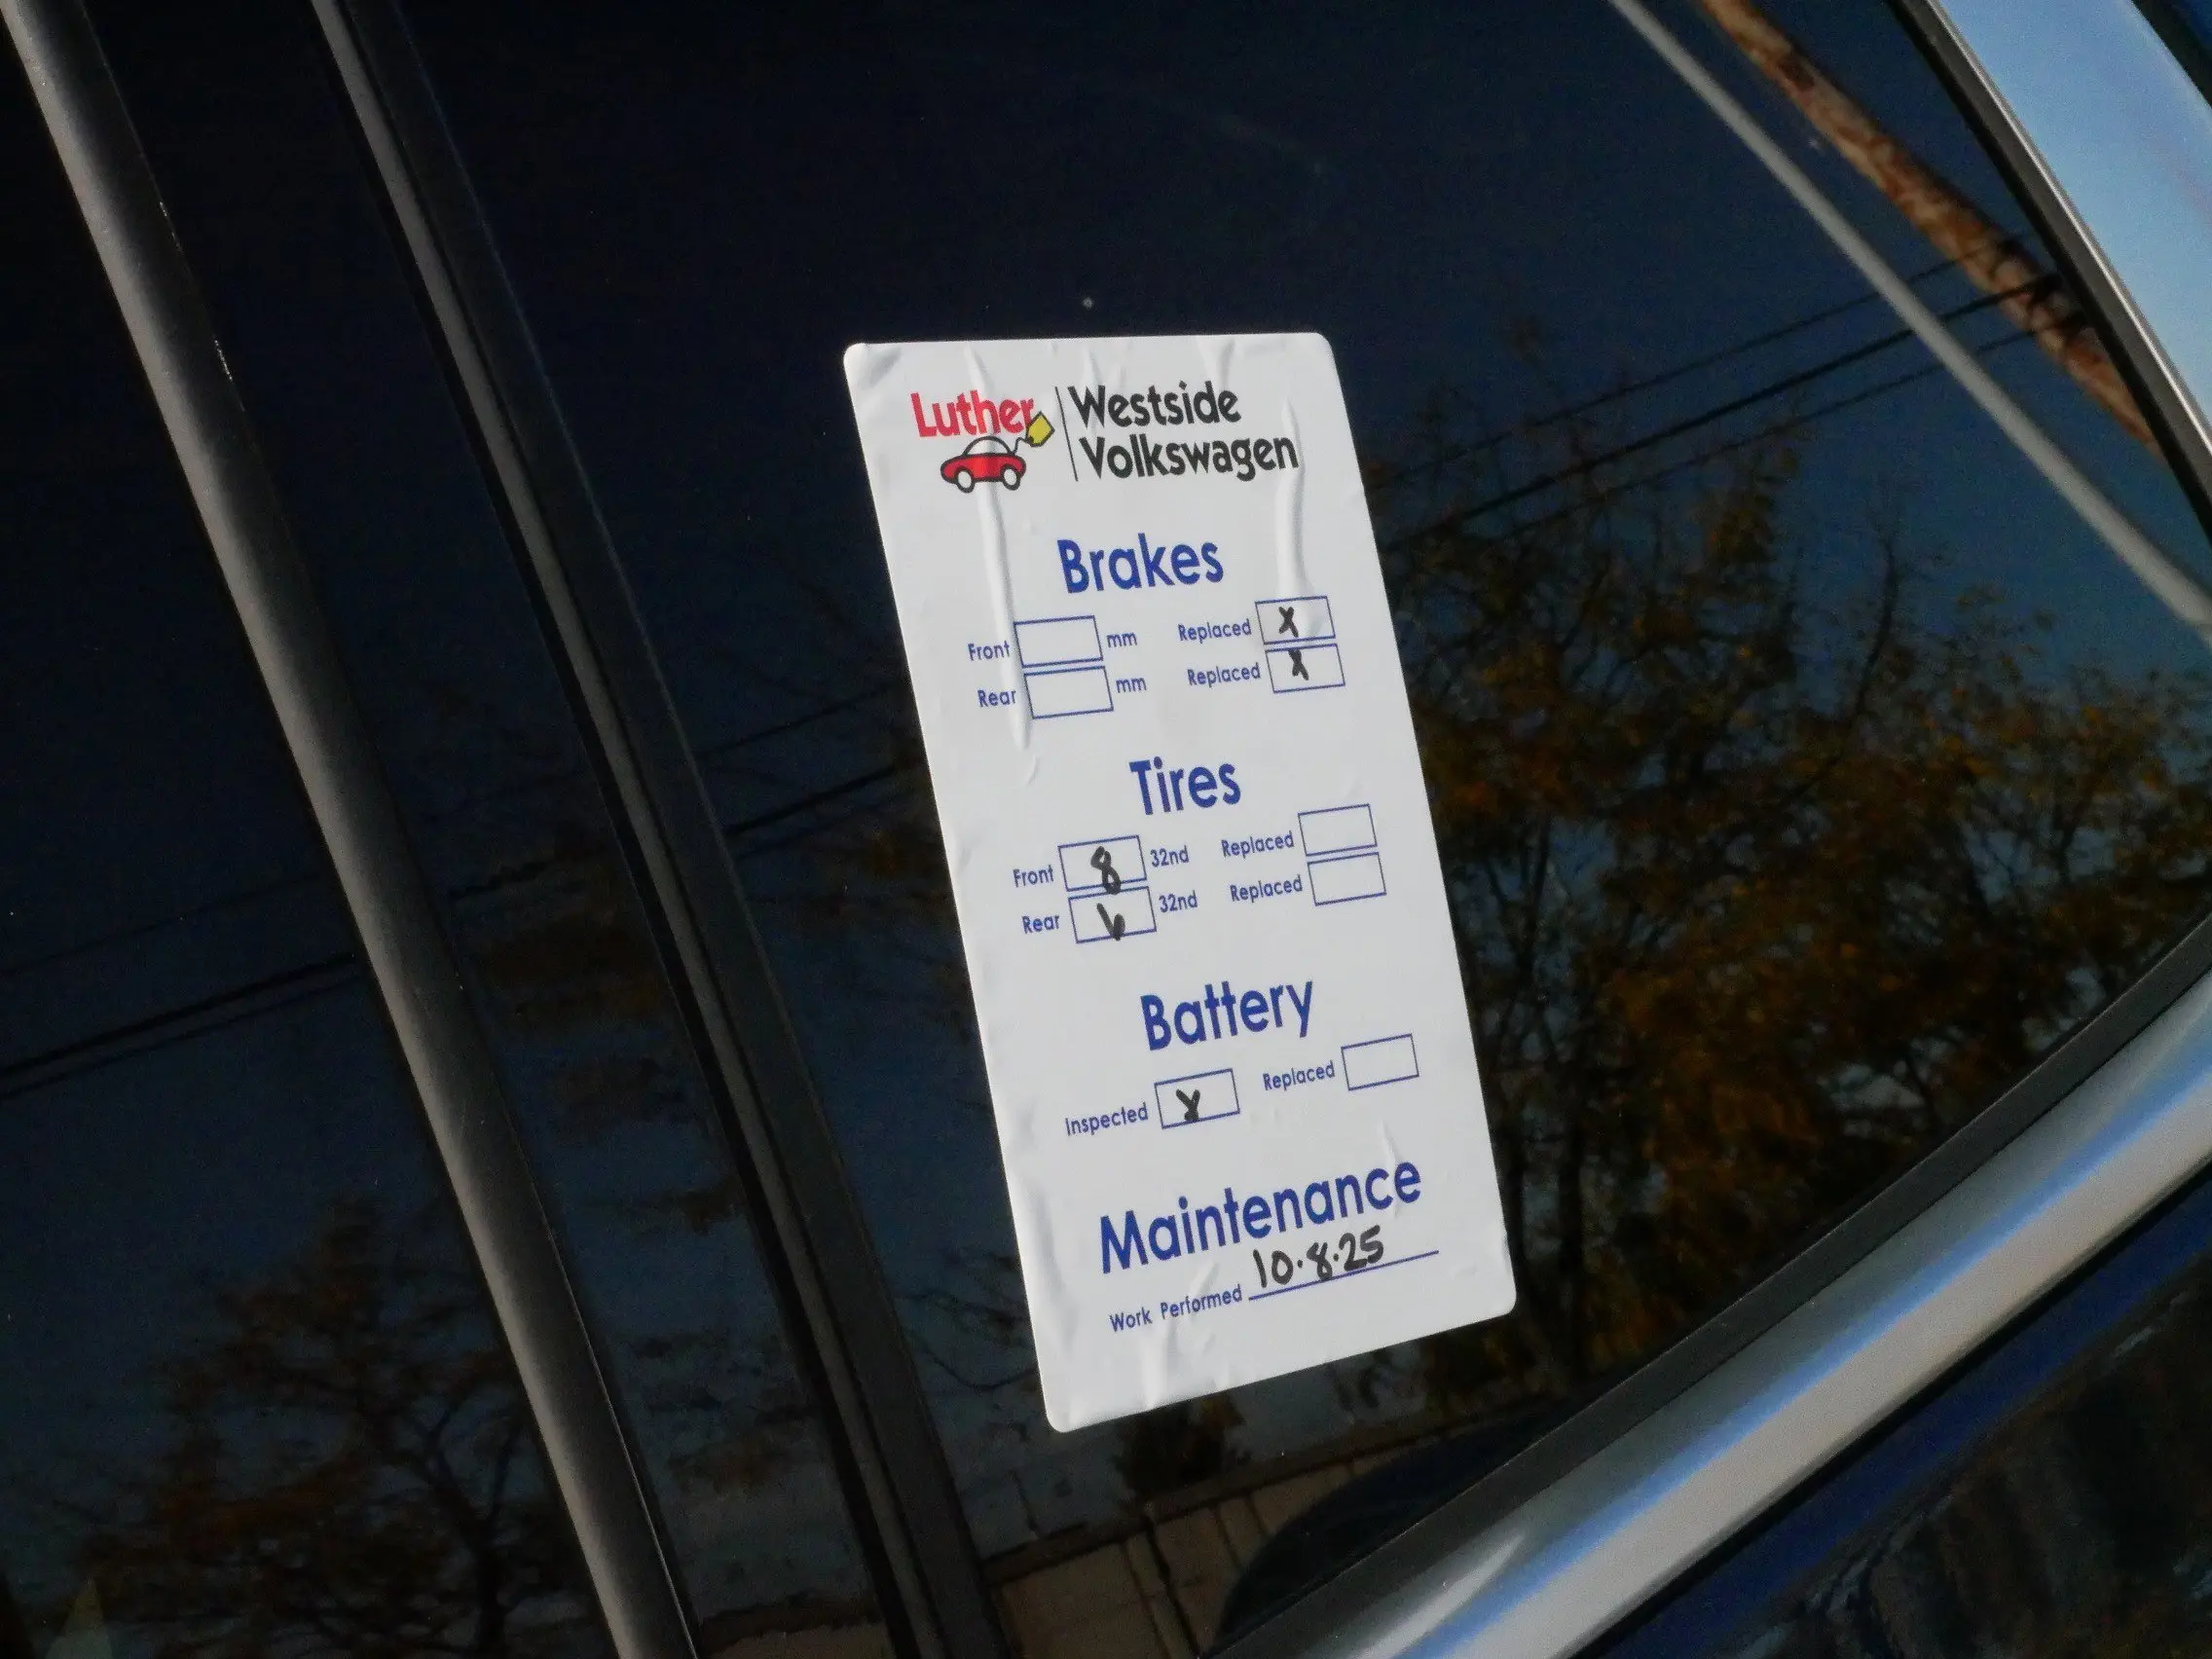 Luther Westside
Volkswagen
Brakes
Front mm Replaced X
Rear mm Replaced X
Tires
Front 8 32nd Replaced
Rear 6 32nd Replaced
Battery
Inspected X Replaced
Maintenance
Work Performed 10.8.25